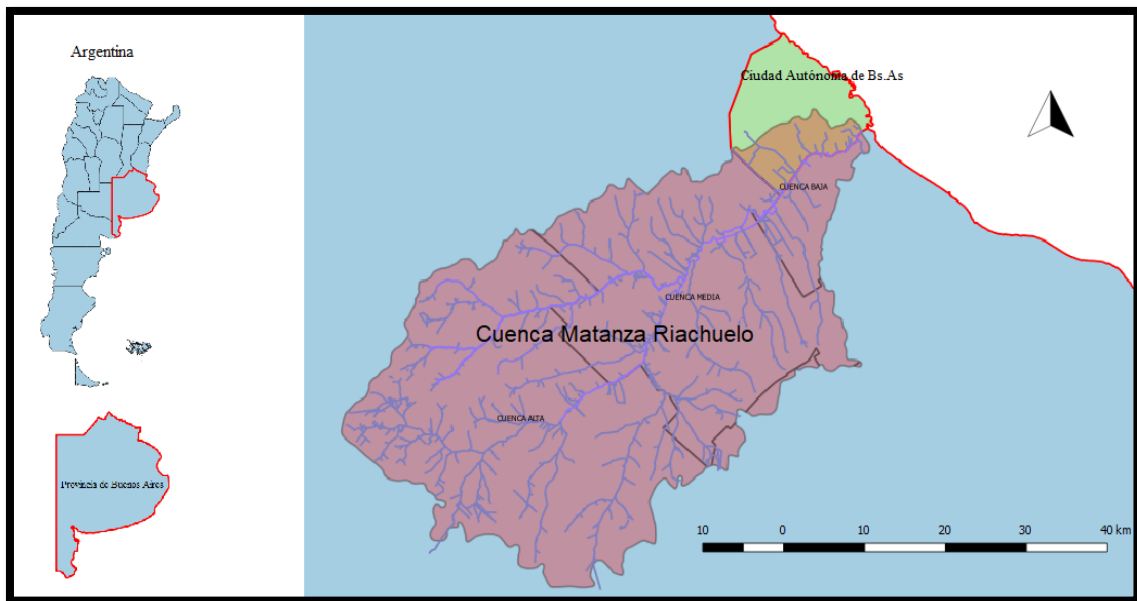 Argentina
Ciudad Autónoma de Bs.As
CUENCA BAJA
CUENCA MEDIA
Cuenca Matanza Riachuelo
CUENCA ALTA
Provincia de Buenos Aires
10 0 10 20 30 40 km